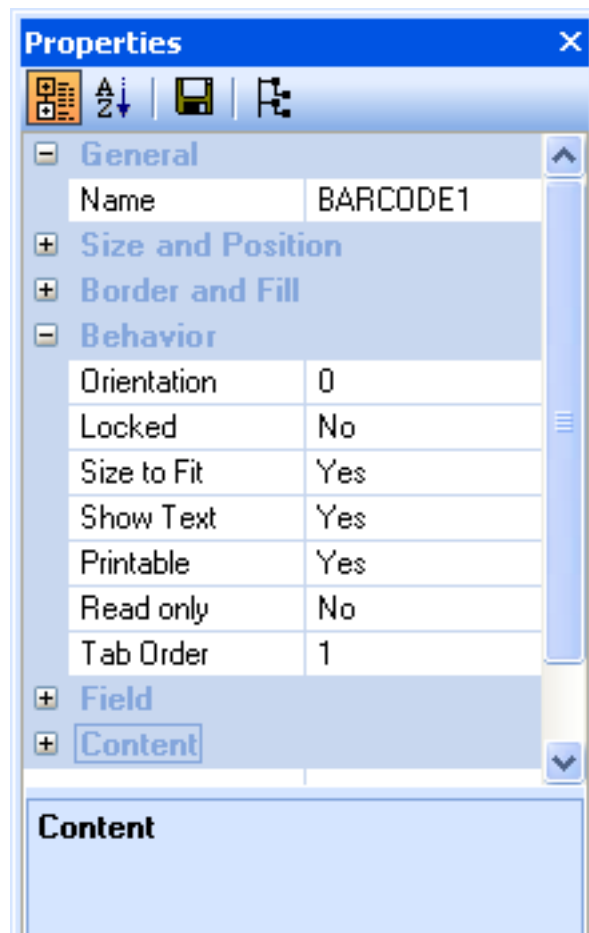 Properties
General
Name BARCODE1
Size and Position
Border and Fill
Behavior
Orientation 0
Locked No
Size to Fit Yes
Show Text Yes
Printable Yes
Read only No
Tab Order 1
Field
Content
Content